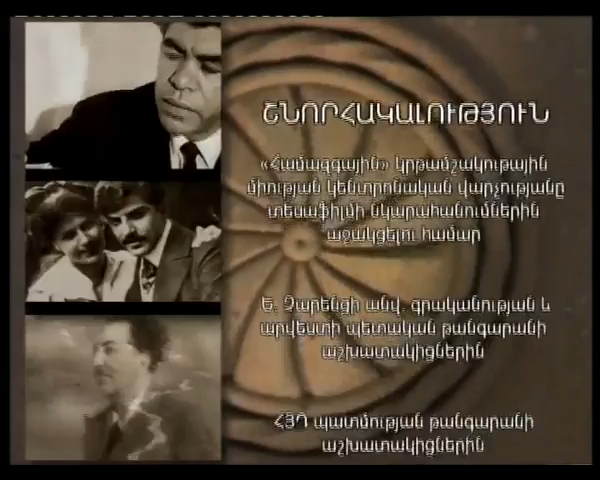 ՇՆՈՐՀԱԿԱԼՈՒԹՅՈՒՆ
«Համազգային» կրթամշակութային
միության կենտրոնական վարչությանը
տեսաֆիլմի նկարահանումներին
աջակցելու համար
Ե. Չարենցի անվ. գրականության և
արվեստի պետական թանգարանի
աշխատակիցներին
ՀՅԴ պատմության թանգարանի
աշխատակիցներին